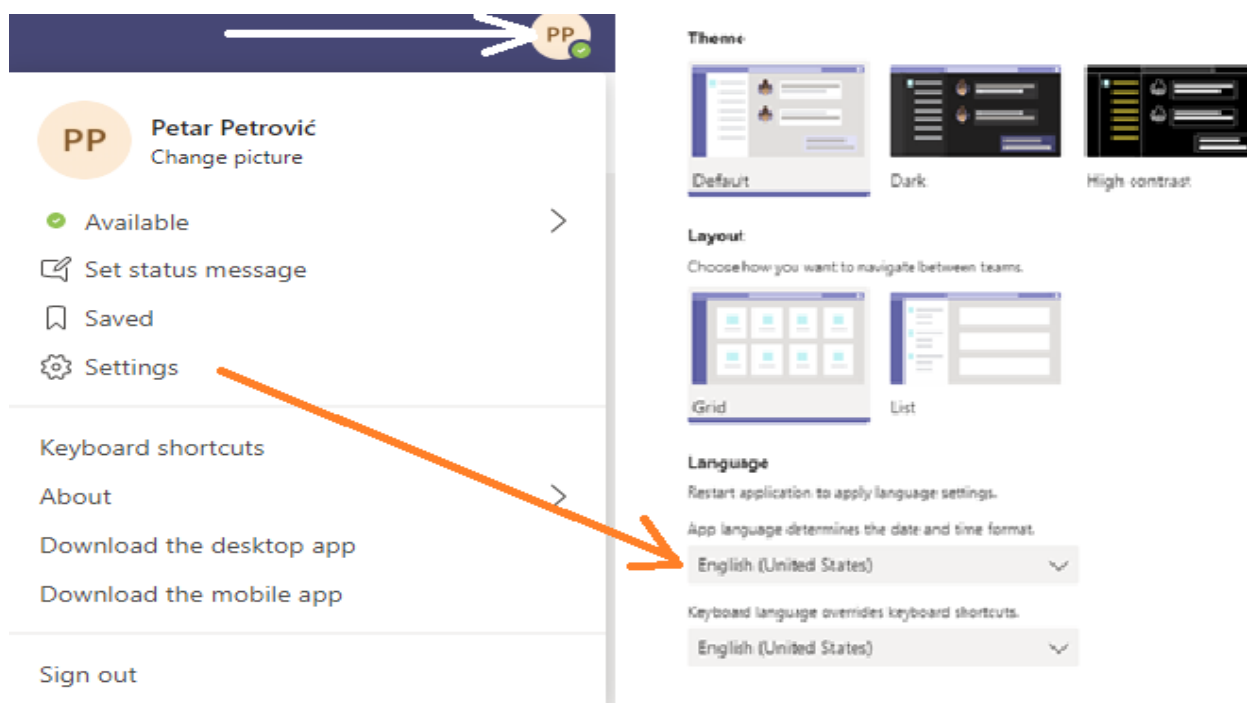 PP
PP
Petar Petrović
Change picture
Available
Set status message
Saved
Settings
Keyboard shortcuts
About
Download the desktop app
Download the mobile app
Sign out
Theme
Default
Dark
High contrast
Layout
Choose how you want to navigate between teams.
Grid
List
Language
Restart application to apply language settings.
App language determines the date and time format.
English (United States)
Keyboard language overrides keyboard shortcuts.
English (United States)